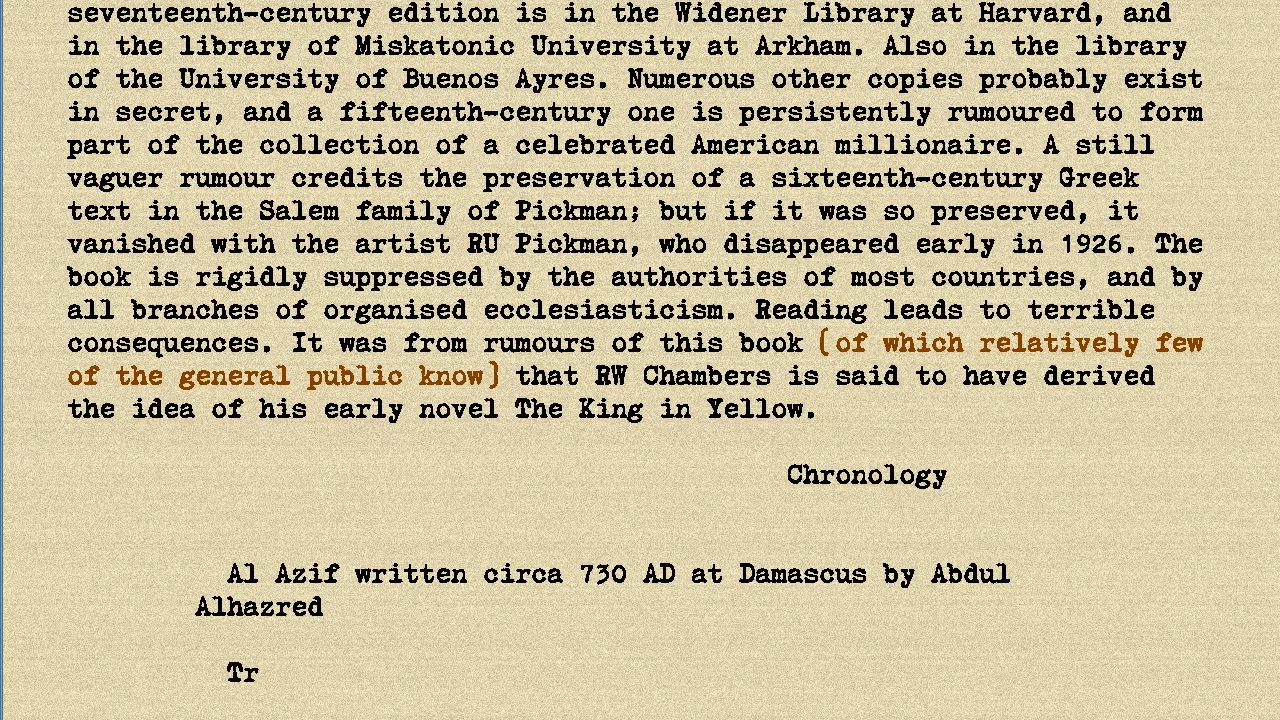 seventeenth-century edition is in the Widener Library at Harvard, and
in the library of Miskatonic University at Arkham. Also in the library
of the University of Buenos Ayres. Numerous other copies probably exist
in secret, and a fifteenth-century one is persistently rumoured to form
part of the collection of a celebrated American millionaire. A still
vaguer rumour credits the preservation of a sixteenth-century Greek
text in the Salem family of Pickman; but if it was so preserved, it
vanished with the artist RU Pickman, who disappeared early in 1926. The
book is rigidly suppressed by the authorities of most countries, and by
all branches of organised ecclesiasticism. Reading leads to terrible
consequences. It was from rumours of this book (of which relatively few
of the general public know) that RW Chambers is said to have derived
the idea of his early novel The King in Yellow.
Chronology
Al Azif written circa 730 AD at Damascus by Abdul
Alhazred
Tr